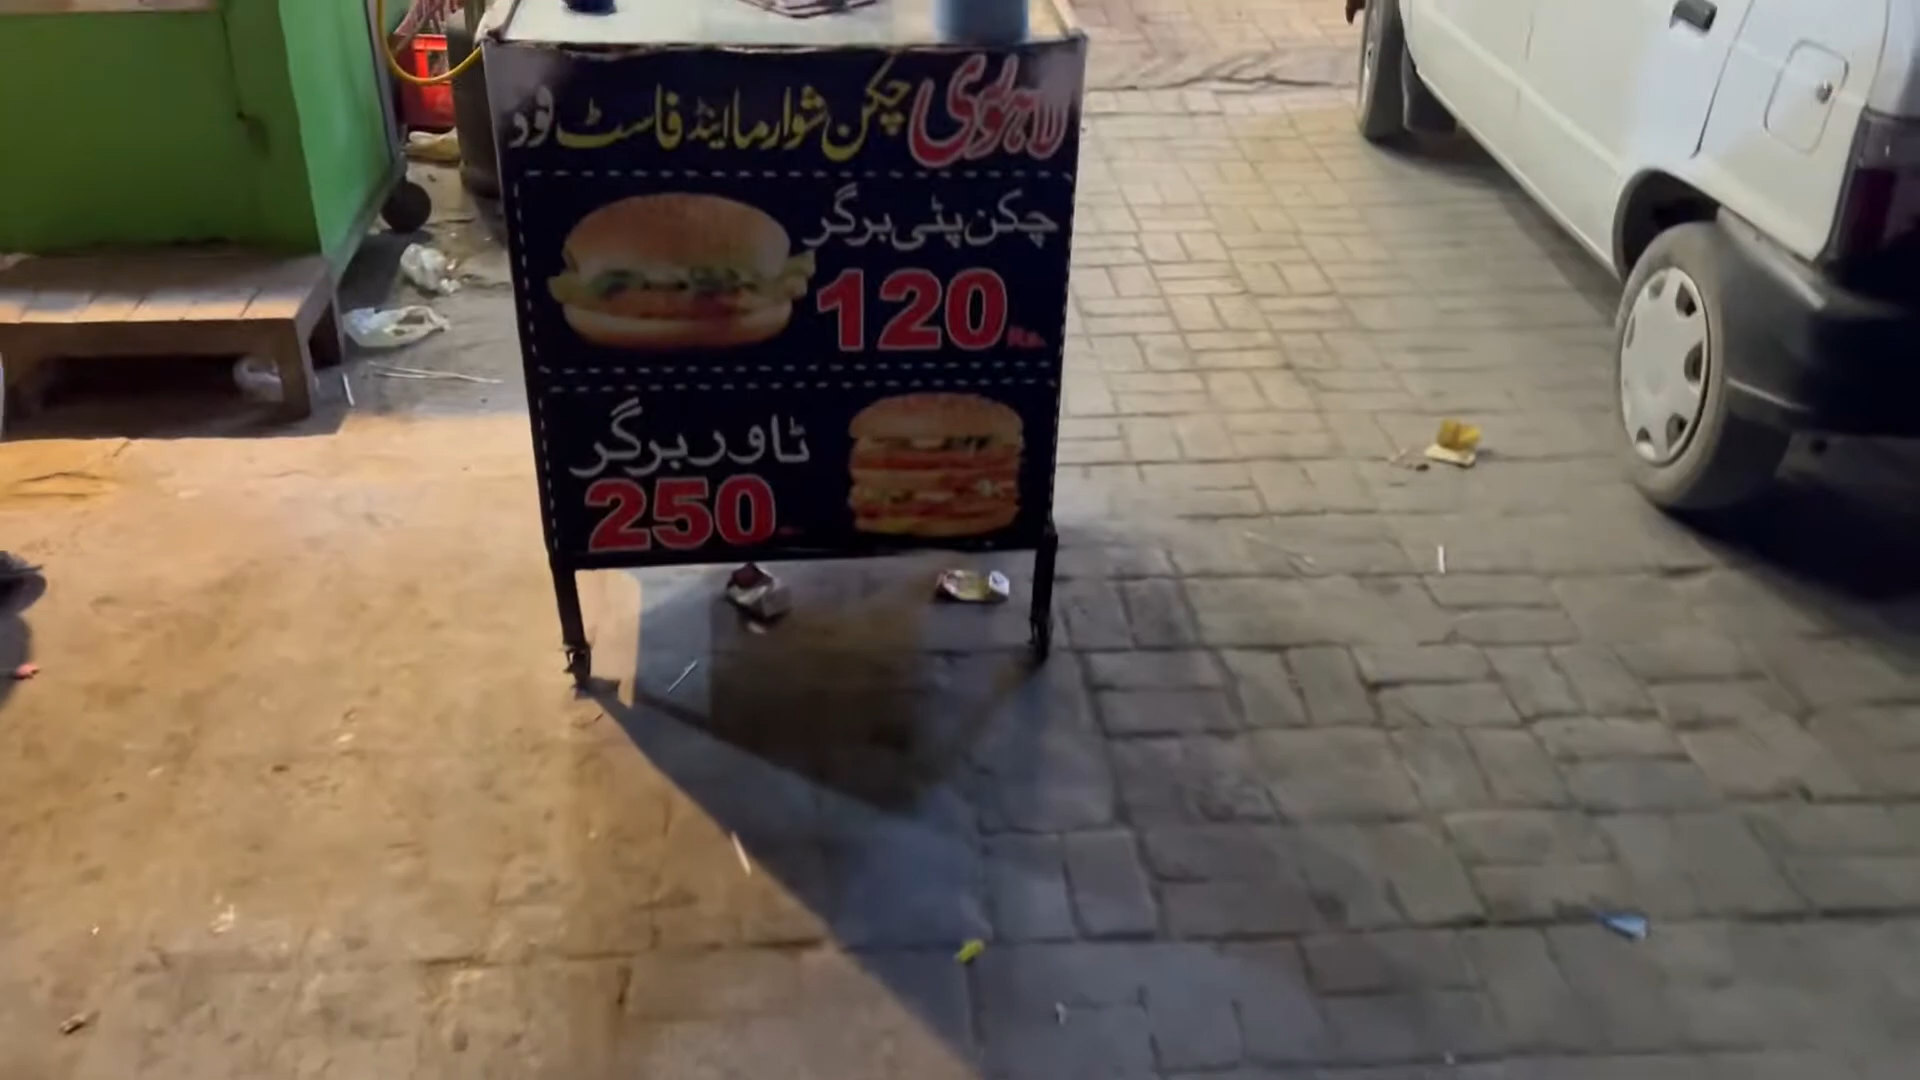 لاہوری چکن شوارما اینڈ فاسٹ فوڈ
چکن پٹی برگر
120 Rs.
ٹاور برگر
250